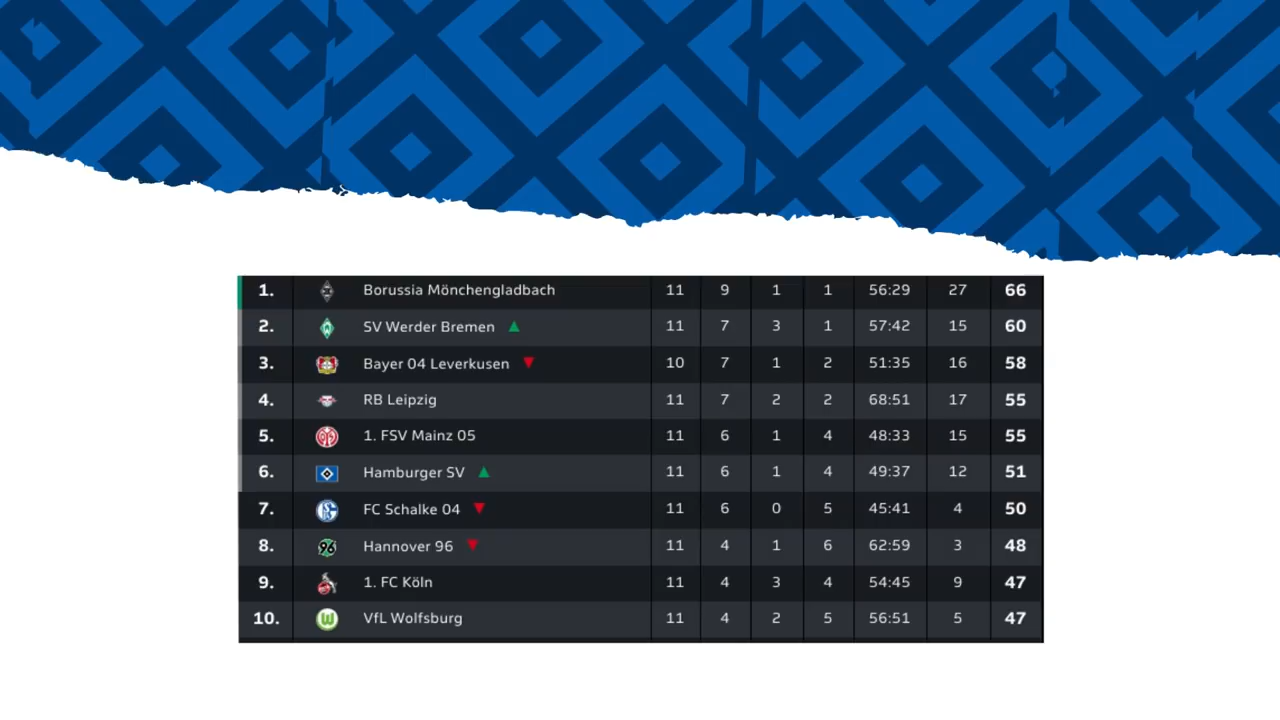 1. Borussia Mönchengladbach 11 9 1 1 56:29 27 66
2. SV Werder Bremen 11 7 3 1 57:42 15 60
3. Bayer 04 Leverkusen 10 7 1 2 51:35 16 58
4. RB Leipzig 11 7 2 2 68:51 17 55
5. 1. FSV Mainz 05 11 6 1 4 48:33 15 55
6. Hamburger SV 11 6 1 4 49:37 12 51
7. FC Schalke 04 11 6 0 5 45:41 4 50
8. 96 Hannover 96 11 4 1 6 62:59 3 48
9. 1. FC Köln 11 4 3 4 54:45 9 47
10. W VfL Wolfsburg 11 4 2 5 56:51 5 47